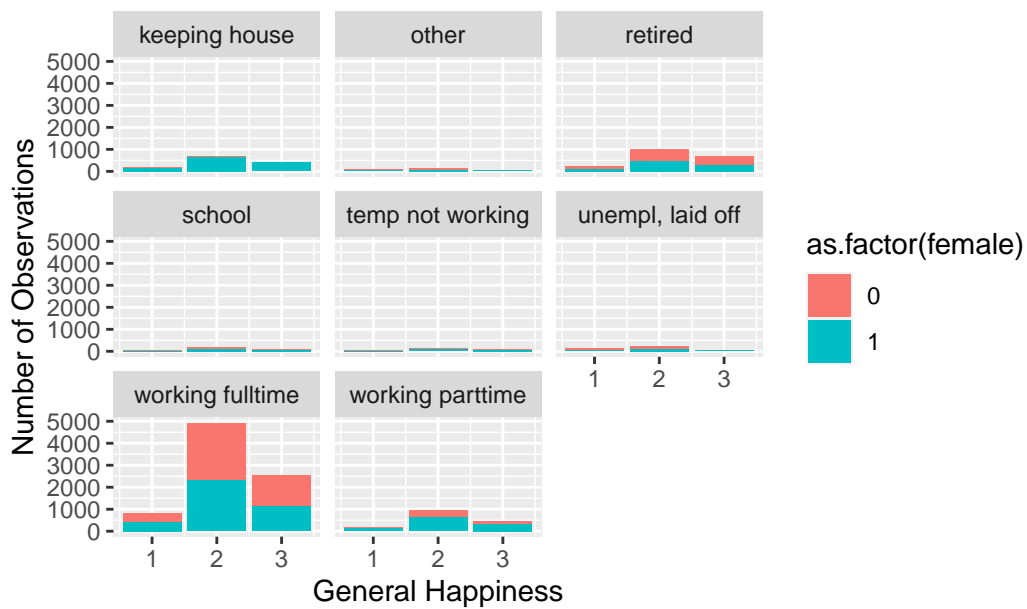 keeping house
other
retired
5000
4000
3000
2000
1000
0
school
temp not working
unempl, laid off
5000
4000
3000
2000
1000
0
1 2 3
working fulltime
working parttime
5000
4000
3000
2000
1000
0
1 2 3
1 2 3
General Happiness
Number of Observations
as.factor(female)
0
1